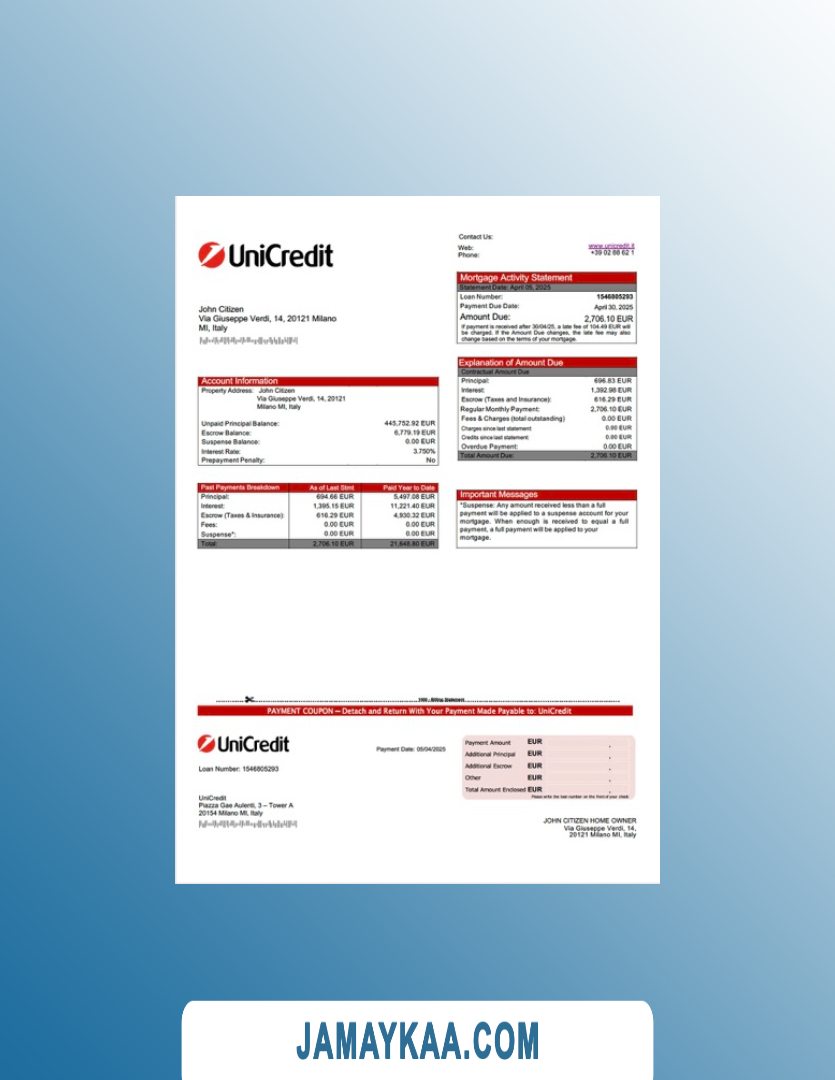 UniCredit
Contact Us:
Web: www.unicredit.it
Phone: +39 02 88 62 1
Mortgage Activity Statement
Statement Date: April 05, 2025
Loan Number: 1546805293
Payment Due Date: April 30, 2025
Amount Due: 2,706.10 EUR
If payment is received after 30/04/25, a late fee of 104.49 EUR will
be charged. If the Amount Due changes, the late fee may also
change based on the terms of your mortgage.
John Citizen
Via Giuseppe Verdi, 14, 20121 Milano
MI, Italy
Explanation of Amount Due
Contractual Amount Due
Principal: 696.83 EUR
Interest: 1,392.98 EUR
Escrow (Taxes and Insurance): 616.29 EUR
Regular Monthly Payment: 2,706.10 EUR
Fees & Charges (total outstanding) 0.00 EUR
Charges since last statement 0.00 EUR
Credits since last statement: 0.00 EUR
Overdue Payment: 0.00 EUR
Total Amount Due: 2,706.10 EUR
Account Information
Property Address: John Citizen
Via Giuseppe Verdi, 14, 20121
Milano MI, Italy
Unpaid Principal Balance: 445,752.92 EUR
Escrow Balance: 6,779.19 EUR
Suspense Balance: 0.00 EUR
Interest Rate: 3.750%
Prepayment Penalty: No
Past Payments Breakdown As of Last Stmt Paid Year to Date
Principal: 694.66 EUR 5,497.08 EUR
Interest: 1,395.15 EUR 11,221.40 EUR
Escrow (Taxes & Insurance): 616.29 EUR 4,930.32 EUR
Fees: 0.00 EUR 0.00 EUR
Suspense*: 0.00 EUR 0.00 EUR
Total: 2,706.10 EUR 21,648.80 EUR
Important Messages
*Suspense: Any amount received less than a full
payment will be applied to a suspense account for your
mortgage. When enough is received to equal a full
payment, a full payment will be applied to your
mortgage.
Billing Statement
PAYMENT COUPON – Detach and Return With Your Payment Made Payable to: UniCredit
UniCredit
Payment Date: 05/04/2025
Loan Number: 1546805293
Payment Amount EUR
Additional Principal EUR
Additional Escrow EUR
Other EUR
Total Amount Enclosed EUR
Please write the loan number on the front of your check.
UniCredit
Piazza Gae Aulenti, 3 – Tower A
20154 Milano MI, Italy
JOHN CITIZEN HOME OWNER
Via Giuseppe Verdi, 14,
20121 Milano MI, Italy
JAMAYKAA.COM